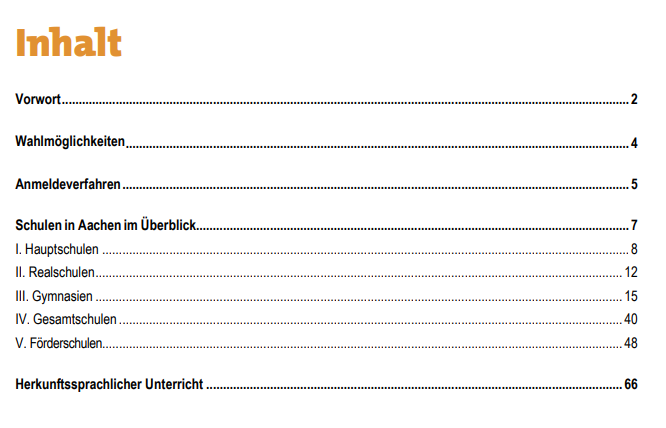 Inhalt
Vorwort 2
Wahlmöglichkeiten 4
Anmeldeverfahren 5
Schulen in Aachen im Überblick 7
I. Hauptschulen 8
II. Realschulen 12
III. Gymnasien 15
IV. Gesamtschulen 40
V. Förderschulen 48
Herkunftssprachlicher Unterricht 66